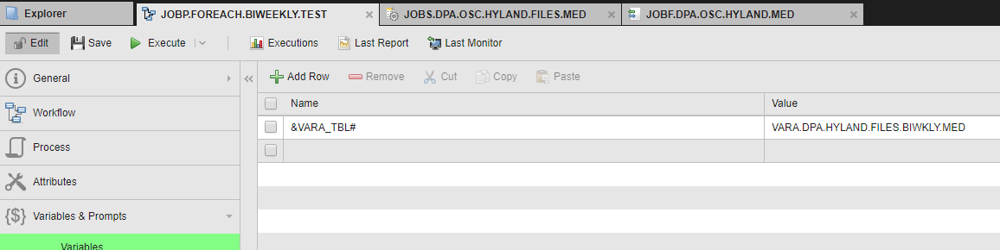 Explorer
JOBP.FOREACH.BIWEEKLY.TEST
JOBS.DPA.OSC.HYLAND.FILES.MED
JOBF.DPA.OSC.HYLAND.MED
Edit
Save
Execute
Executions
Last Report
Last Monitor
General
Workflow
Process
Attributes
{$}
Variables & Prompts
Variables
Add Row
Remove
Cut
Copy
Paste
Name
Value
&VARA_TBL#
VARA.DPA.HYLAND.FILES.BIWKLY.MED